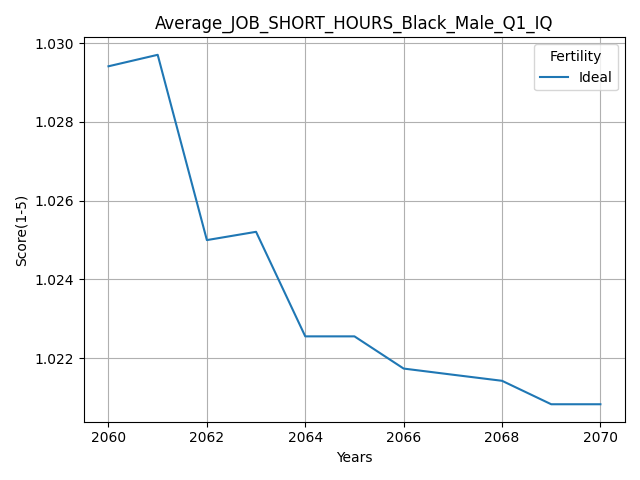 Average_JOB_SHORT_HOURS_Black_Male_Q1_IQ
Fertility
Ideal
Score(1-5)
1.030
1.028
1.026
1.024
1.022
2060 2062 2064 2066 2068 2070
Years